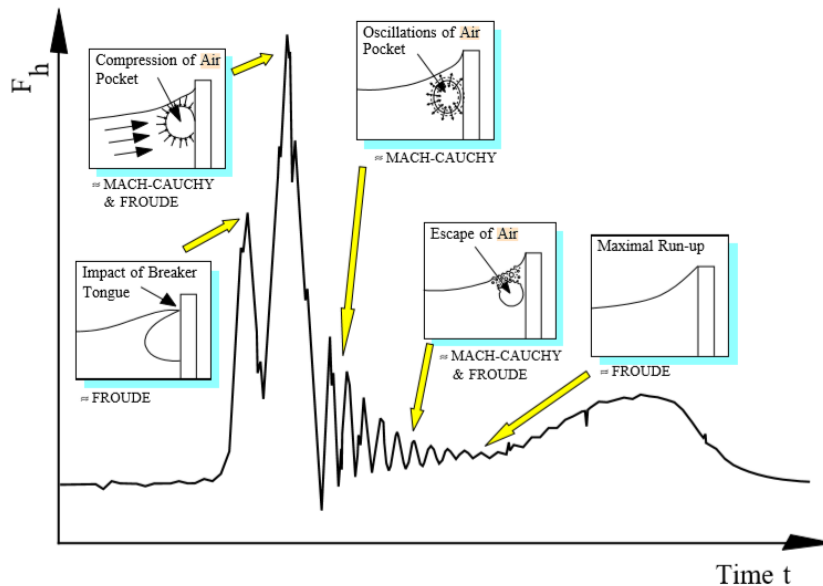 F_h
Compression of Air
Pocket
≈ MACH-CAUCHY
& FROUDE
Oscillations of Air
Pocket
≈ MACH-CAUCHY
Impact of Breaker
Tongue
≈ FROUDE
Escape of Air
≈ MACH-CAUCHY
& FROUDE
Maximal Run-up
≈ FROUDE
Time t